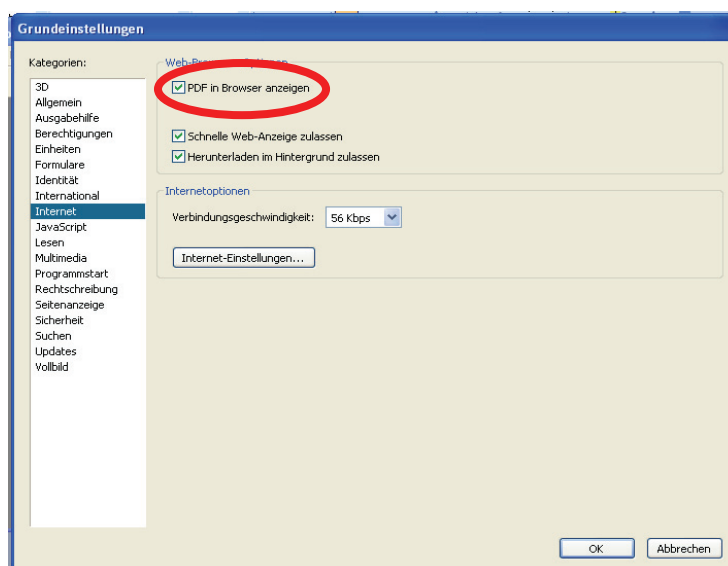 Grundeinstellungen
Kategorien:
3D
Allgemein
Ausgabehilfe
Berechtigungen
Einheiten
Formulare
Identität
International
Internet
JavaScript
Lesen
Multimedia
Programmstart
Rechtschreibung
Seitenanzeige
Sicherheit
Suchen
Updates
Vollbild
PDF in Browser anzeigen
Schnelle Web-Anzeige zulassen
Herunterladen im Hintergrund zulassen
Internetoptionen
Verbindungsgeschwindigkeit: 56 Kbps
Internet-Einstellungen...
OK Abbrechen